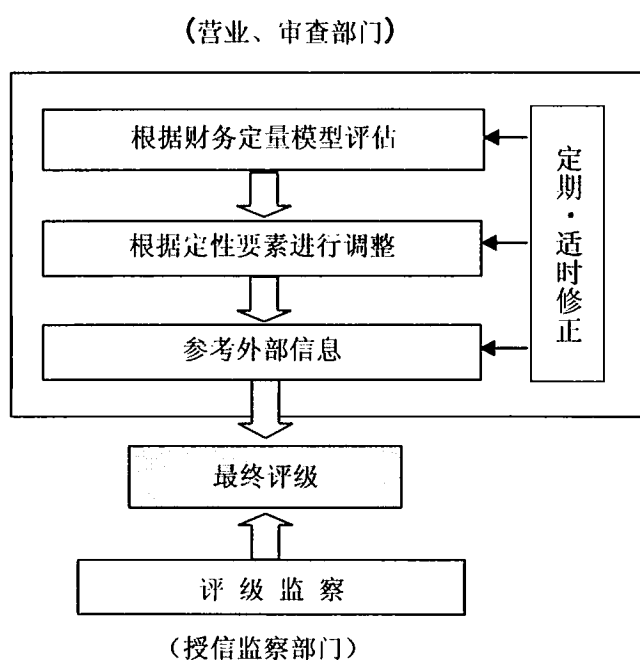 (营业、审查部门)
根据财务定量模型评估
根据定性要素进行调整
参考外部信息
定期·适时修正
最终评级
评级监察
（授信监察部门）